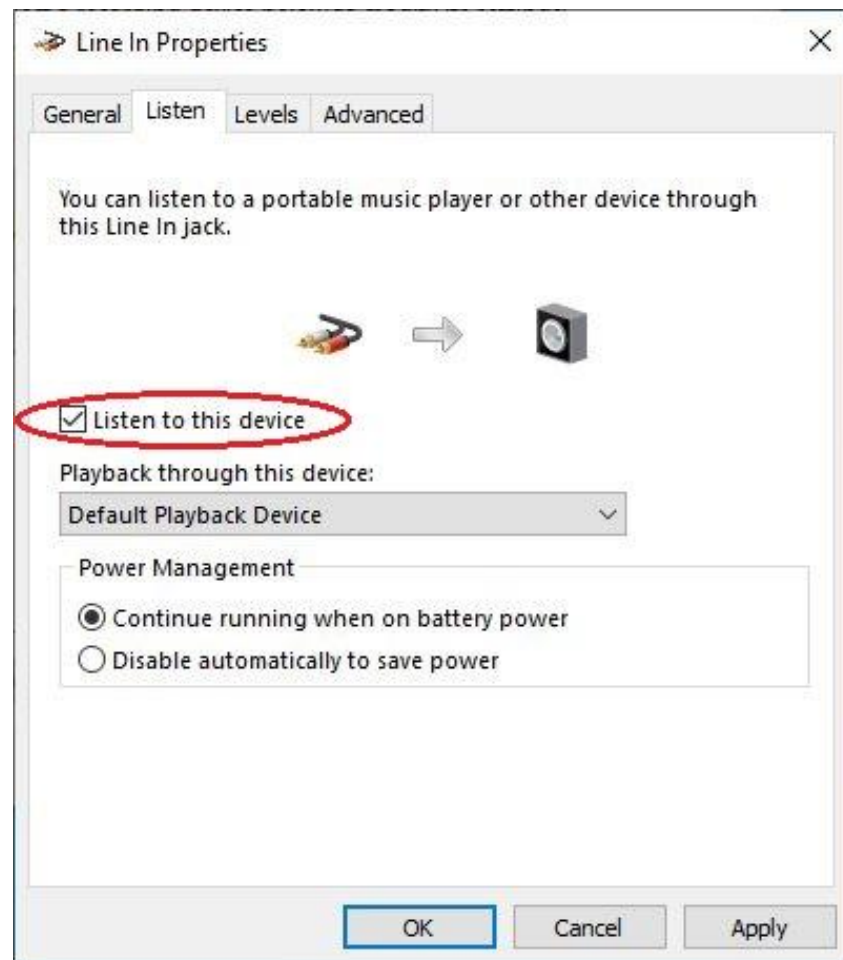 Line In Properties
General Listen Levels Advanced
You can listen to a portable music player or other device through
this Line In jack.
Listen to this device
Playback through this device:
Default Playback Device
Power Management
Continue running when on battery power
Disable automatically to save power
OK Cancel Apply